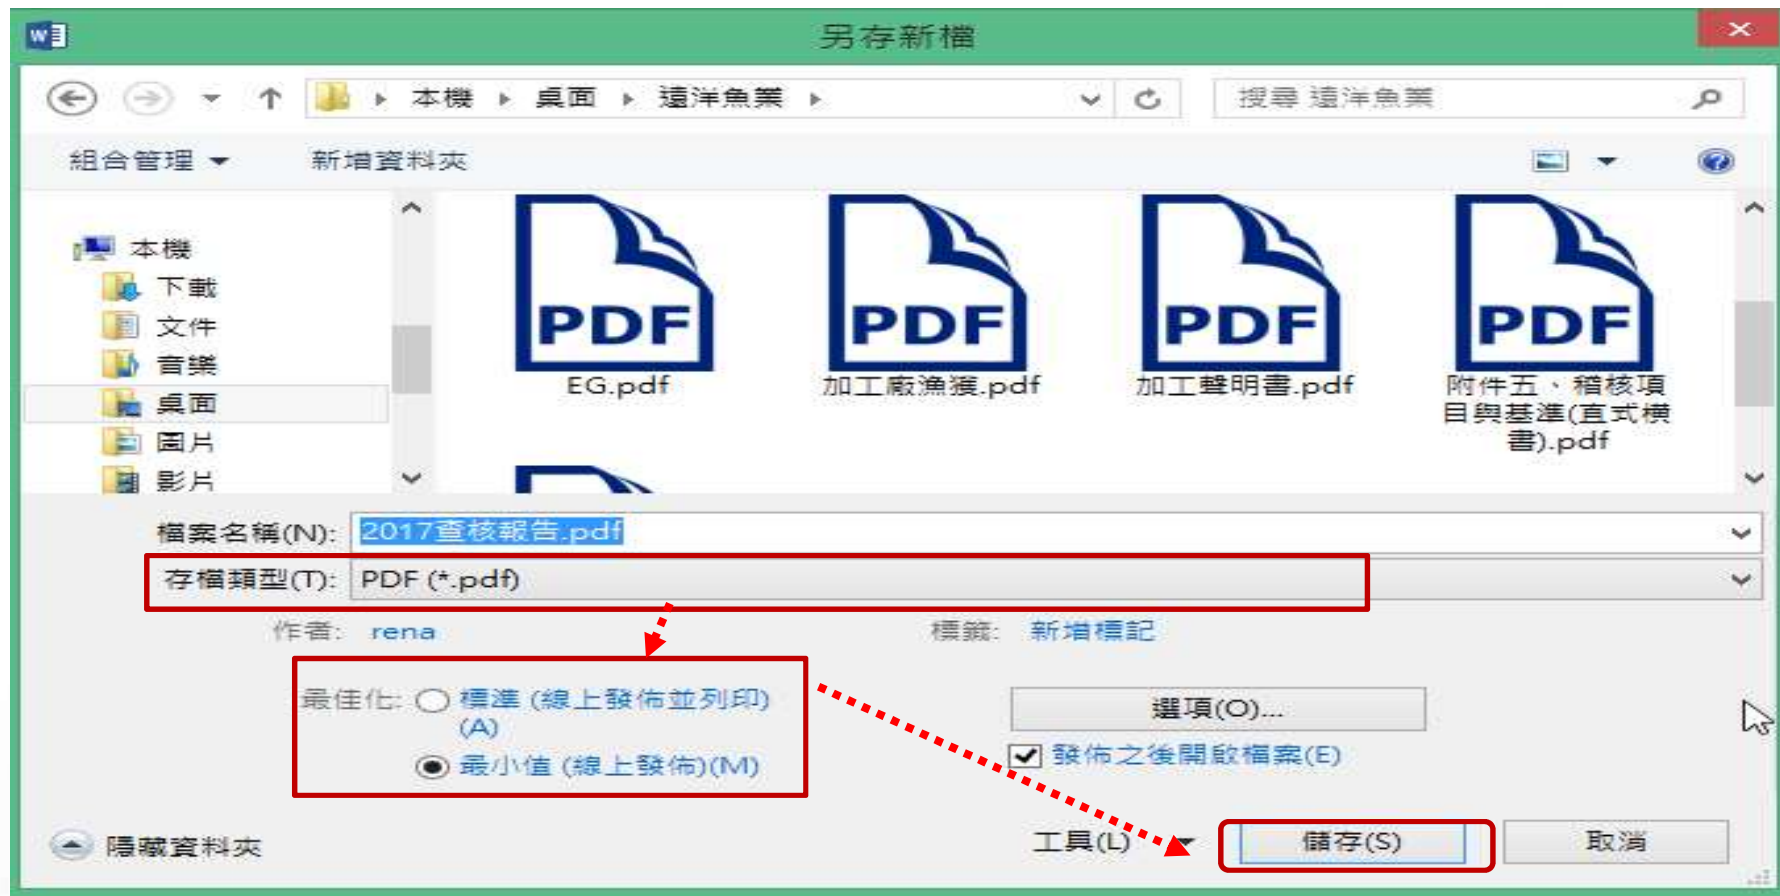 另存新檔
本機 桌面 遠洋魚業
搜尋 遠洋魚業
組合管理 新增資料夾
本機
下載
文件
音樂
桌面
圖片
影片
PDF PDF PDF PDF
EG.pdf 加工廠漁獲.pdf 加工聲明書.pdf 附件五、稽核項
目與基準(直式橫
書).pdf
檔案名稱(N): 2017查核報告.pdf
存檔類型(T): PDF (*.pdf)
作者: rena 標籤: 新增標記
最佳化: 標準 (線上發佈並列印)
(A)
最小值 (線上發佈)(M)
選項(O)...
發佈之後開啟檔案(E)
隱藏資料夾 工具(L) 儲存(S) 取消